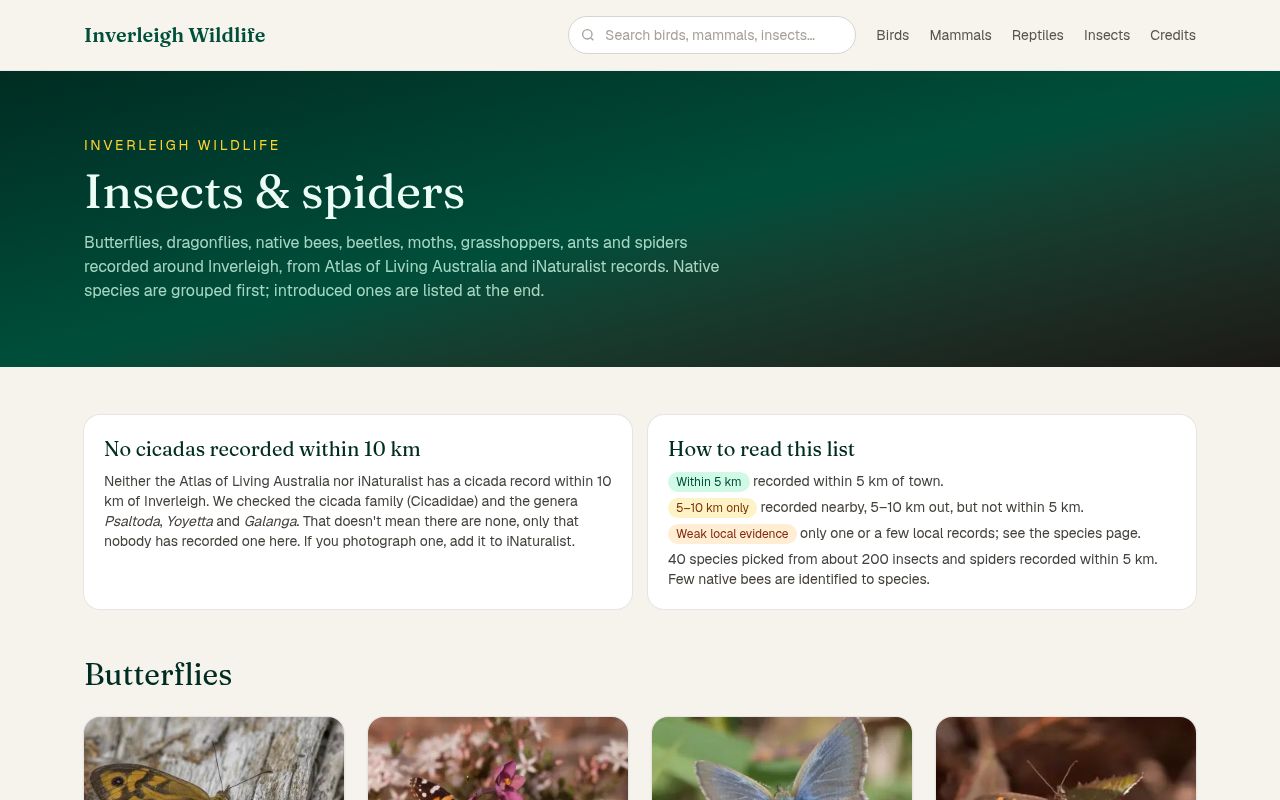 Inverleigh Wildlife
Search birds, mammals, insects...
Birds
Mammals
Reptiles
Insects
Credits
INVERLEIGH WILDLIFE
Insects & spiders
Butterflies, dragonflies, native bees, beetles, moths, grasshoppers, ants and spiders
recorded around Inverleigh, from Atlas of Living Australia and iNaturalist records. Native
species are grouped first; introduced ones are listed at the end.
No cicadas recorded within 10 km
Neither the Atlas of Living Australia nor iNaturalist has a cicada record within 10
km of Inverleigh. We checked the cicada family (Cicadidae) and the genera
Psaltoda, Yoyetta and Galanga. That doesn't mean there are none, only that
nobody has recorded one here. If you photograph one, add it to iNaturalist.
How to read this list
Within 5 km recorded within 5 km of town.
5–10 km only recorded nearby, 5–10 km out, but not within 5 km.
Weak local evidence only one or a few local records; see the species page.
40 species picked from about 200 insects and spiders recorded within 5 km.
Few native bees are identified to species.
Butterflies